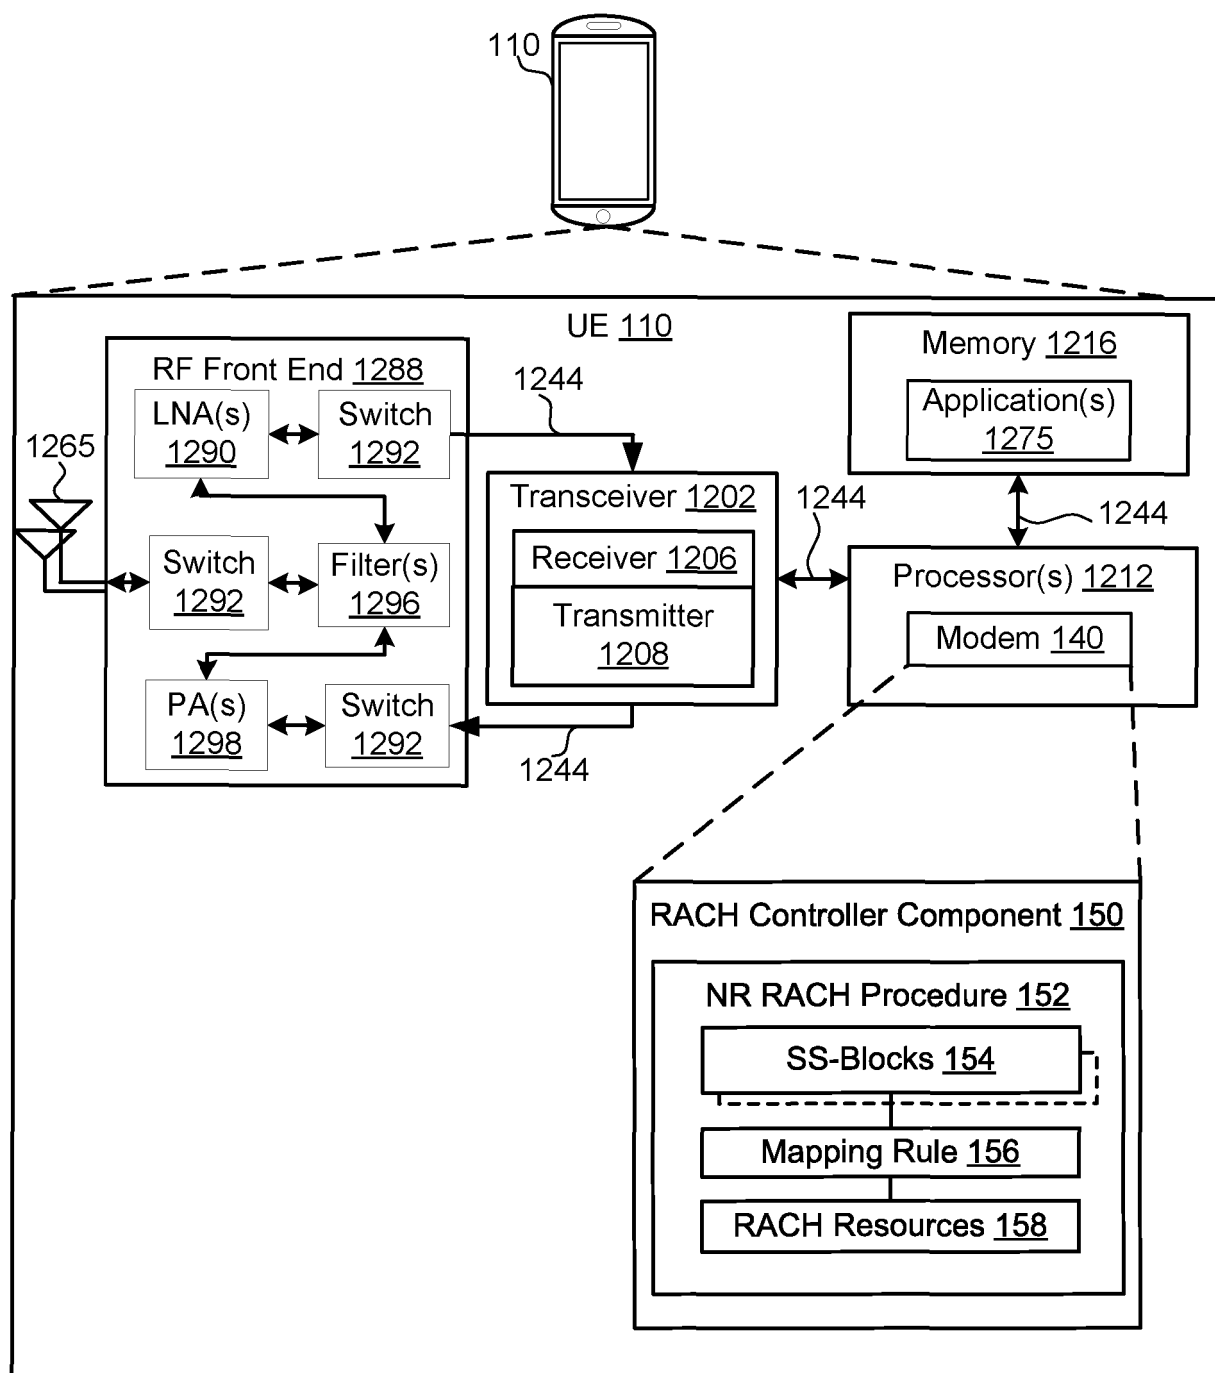 110
UE 110
RF Front End 1288
LNA(s)
1290
Switch
1292
1244
1265
Switch
1292
Filter(s)
1296
PA(s)
1298
Switch
1292
1244
Transceiver 1202
Receiver 1206
Transmitter
1208
1244
Memory 1216
Application(s)
1275
1244
Processor(s) 1212
Modem 140
RACH Controller Component 150
NR RACH Procedure 152
SS-Blocks 154
Mapping Rule 156
RACH Resources 158